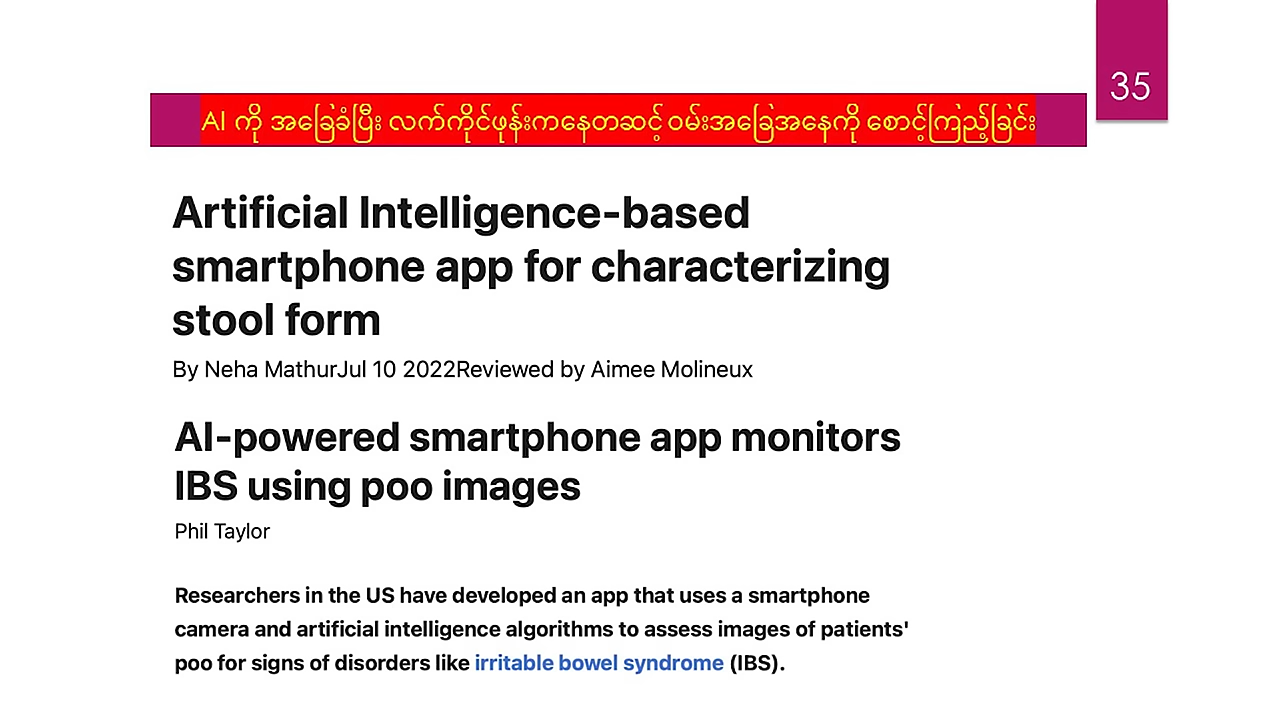 35
AI ကို အခြေခံပြီး လက်ကိုင်ဖုန်းကနေတဆင့် ဝမ်းအခြေအနေကို စောင့်ကြည့်ခြင်း
Artificial Intelligence-based
smartphone app for characterizing
stool form
By Neha MathurJul 10 2022Reviewed by Aimee Molineux
AI-powered smartphone app monitors
IBS using poo images
Phil Taylor
Researchers in the US have developed an app that uses a smartphone
camera and artificial intelligence algorithms to assess images of patients'
poo for signs of disorders like irritable bowel syndrome (IBS).